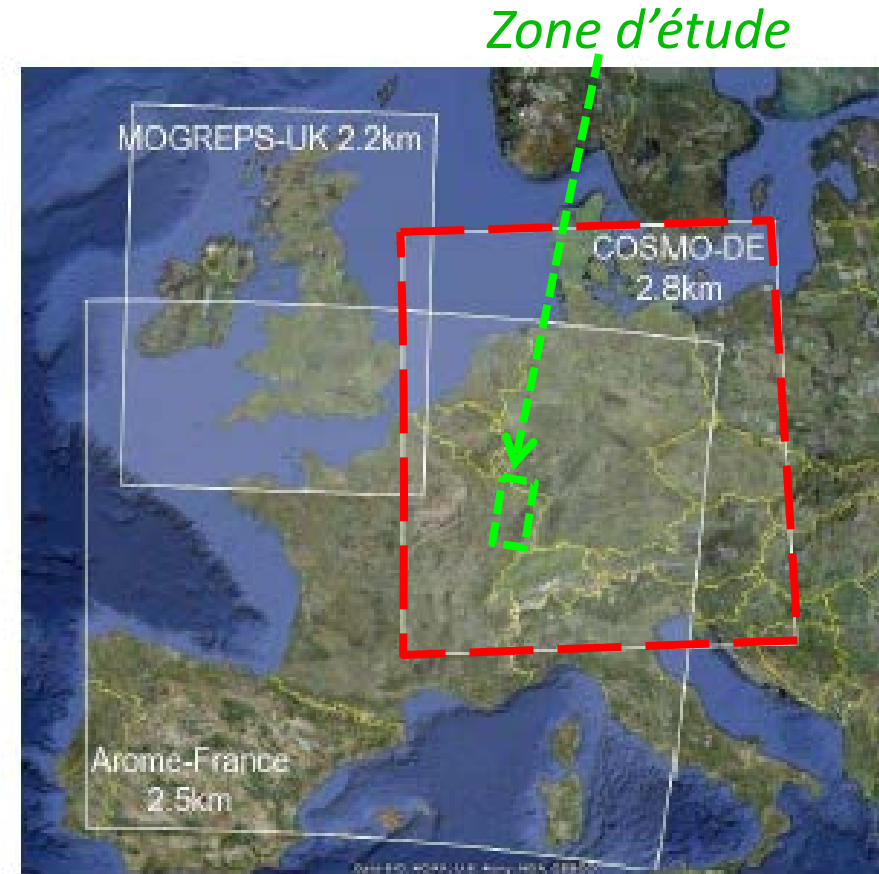 Zone d'étude
MOGREPS-UK 2.2km
COSMO-DE
2.8km
Arome-France
2.5km